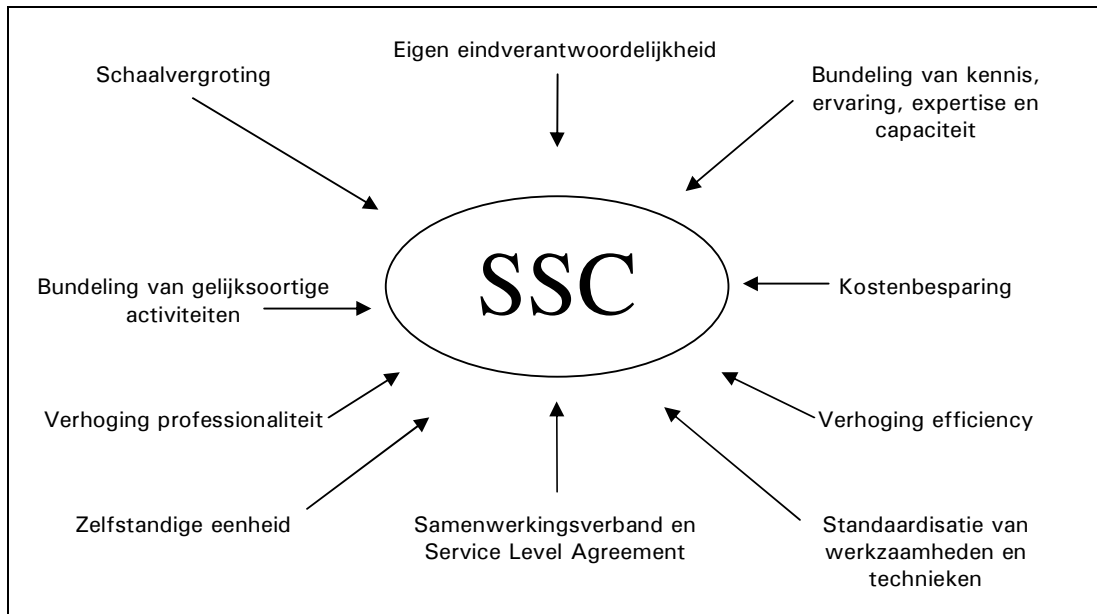 Eigen eindverantwoordelijkheid
Schaalvergroting
Bundeling van kennis,
ervaring, expertise en
capaciteit
SSC
Bundeling van gelijksoortige
activiteiten
Kostenbesparing
Verhoging professionaliteit
Verhoging efficiency
Zelfstandige eenheid
Samenwerkingsverband en
Service Level Agreement
Standaardisatie van
werkzaamheden en
technieken